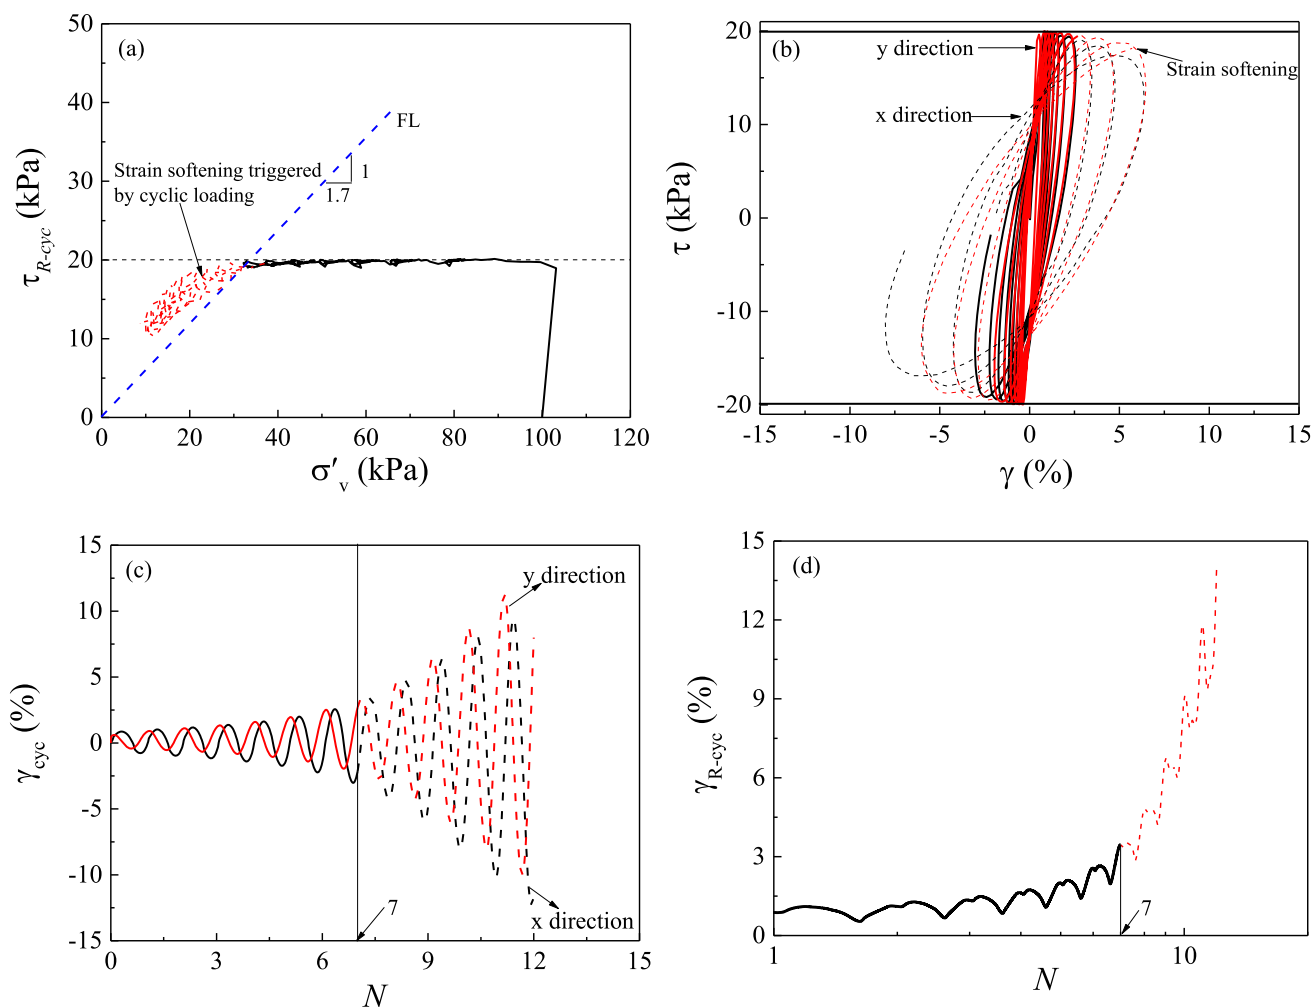 (a)
50
40
30
20
10
0
τR-cyc (kPa)
FL
1
1.7
Strain softening triggered
by cyclic loading
0 20 40 60 80 100 120
σ′v (kPa)
(b)
20
10
0
-10
-20
τ (kPa)
y direction
Strain softening
x direction
-15 -10 -5 0 5 10 15
γ (%)
(c)
15
10
5
0
-5
-10
-15
γcyc (%)
y direction
7
x direction
0 3 6 9 12 15
N
(d)
15
12
9
6
3
0
γR-cyc (%)
7
1 10
N